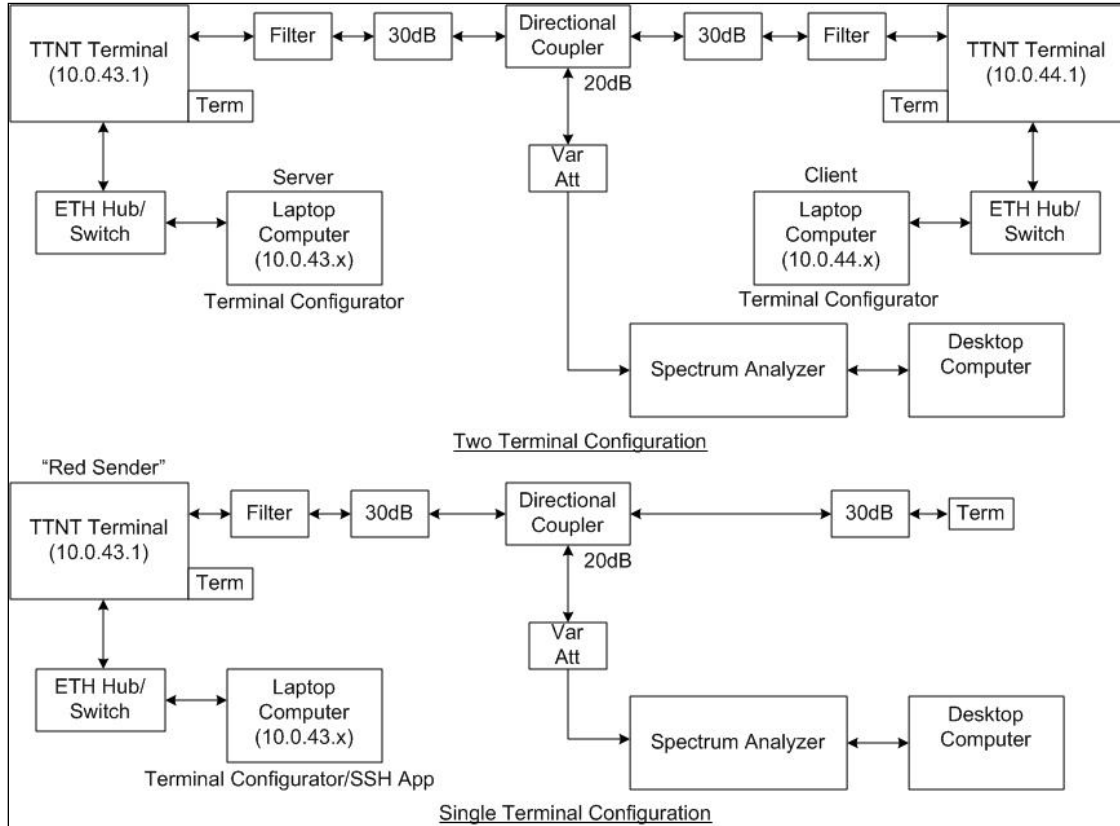 TTNT Terminal
(10.0.43.1)
Term
Filter
30dB
Directional
Coupler
20dB
30dB
Filter
TTNT Terminal
(10.0.44.1)
Term
Var
Att
ETH Hub/
Switch
Server
Laptop
Computer
(10.0.43.x)
Terminal Configurator
Client
Laptop
Computer
(10.0.44.x)
Terminal Configurator
ETH Hub/
Switch
Spectrum Analyzer
Desktop
Computer
Two Terminal Configuration
“Red Sender”
TTNT Terminal
(10.0.43.1)
Term
Filter
30dB
Directional
Coupler
20dB
30dB
Term
Var
Att
ETH Hub/
Switch
Laptop
Computer
(10.0.43.x)
Terminal Configurator/SSH App
Spectrum Analyzer
Desktop
Computer
Single Terminal Configuration